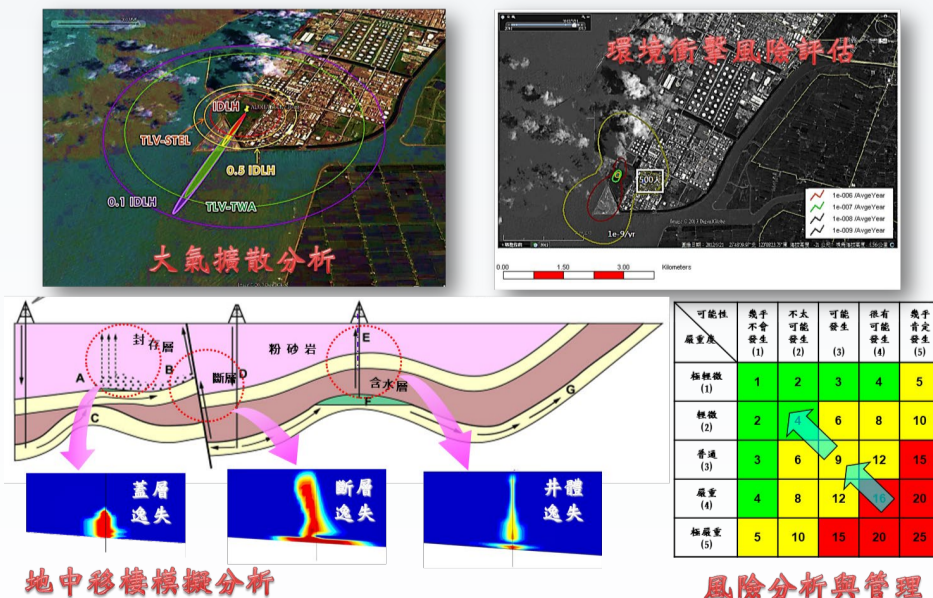 IDLH
TLV-STEL
0.5 IDLH
0.1 IDLH
TLV-TWA
大氣擴散分析
環境衝擊風險評估
500人
1e-9/yr
1e-006 /AvgeYear
1e-007 /AvgeYear
1e-008 /AvgeYear
1e-009 /AvgeYear
0.00 1.50 3.00 Kilometers
封存層
粉砂岩
斷層
含水層
A
B
C
D
E
F
G
蓋層
逸失
斷層
逸失
井體
逸失
地中移棲模擬分析
可能性
嚴重度
幾乎不會發生(1)
不太可能發生(2)
可能發生(3)
很有可能發生(4)
幾乎肯定發生(5)
極輕微(1) 1 2 3 4 5
輕微(2) 2 4 6 8 10
普通(3) 3 6 9 12 15
嚴重(4) 4 8 12 16 20
極嚴重(5) 5 10 15 20 25
風險分析與管理